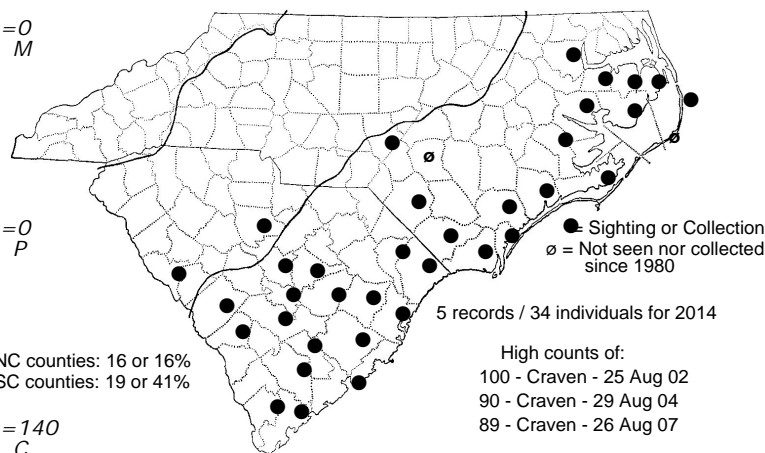 =0
M
=0
P
= Sighting or Collection
ø = Not seen nor collected
since 1980
5 records / 34 individuals for 2014
NC counties: 16 or 16%
SC counties: 19 or 41%
High counts of:
100 - Craven - 25 Aug 02
90 - Craven - 29 Aug 04
89 - Craven - 26 Aug 07
=140
C